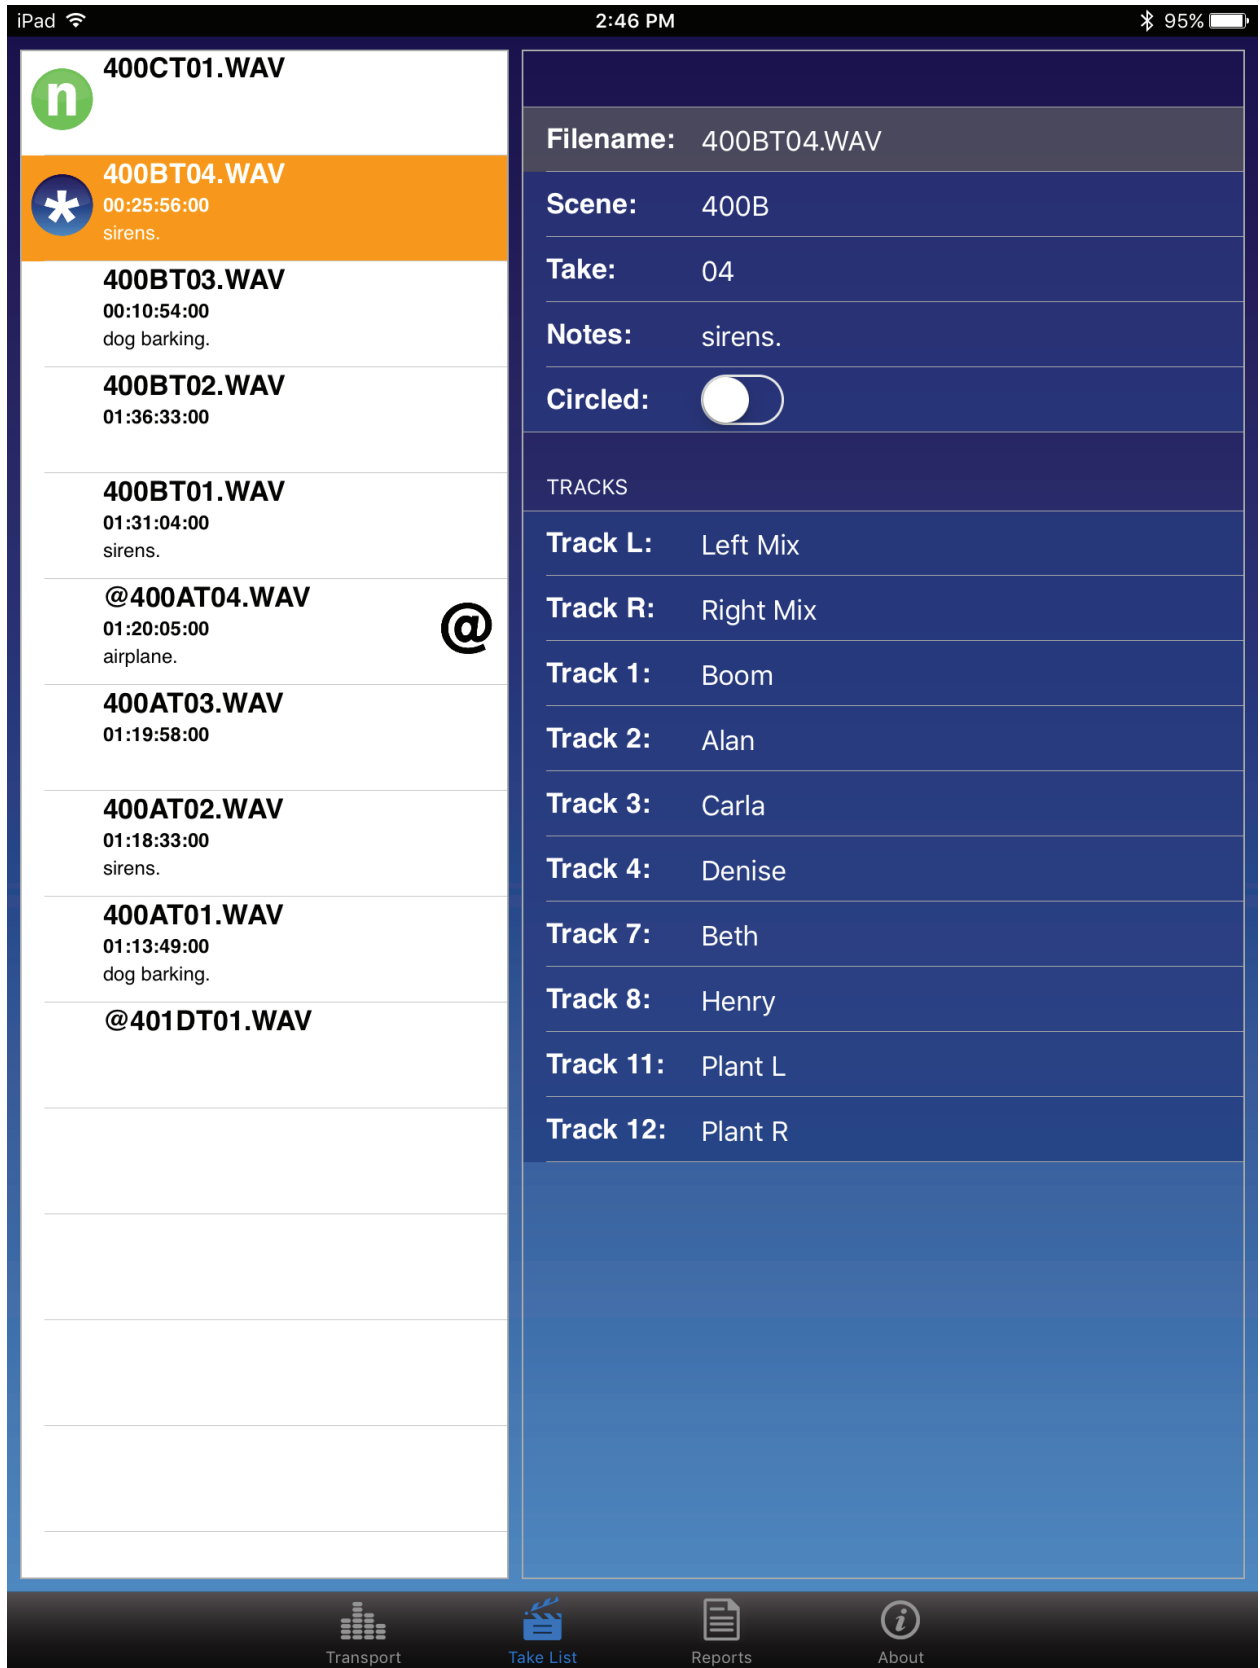 iPad 2:46 PM 95%
n
400CT01.WAV
*
400BT04.WAV
00:25:56:00
sirens.
400BT03.WAV
00:10:54:00
dog barking.
400BT02.WAV
01:36:33:00
400BT01.WAV
01:31:04:00
sirens.
@400AT04.WAV
01:20:05:00
airplane.
@
400AT03.WAV
01:19:58:00
400AT02.WAV
01:18:33:00
sirens.
400AT01.WAV
01:13:49:00
dog barking.
@401DT01.WAV
Filename: 400BT04.WAV
Scene: 400B
Take: 04
Notes: sirens.
Circled:
TRACKS
Track L: Left Mix
Track R: Right Mix
Track 1: Boom
Track 2: Alan
Track 3: Carla
Track 4: Denise
Track 7: Beth
Track 8: Henry
Track 11: Plant L
Track 12: Plant R
Transport Take List Reports About